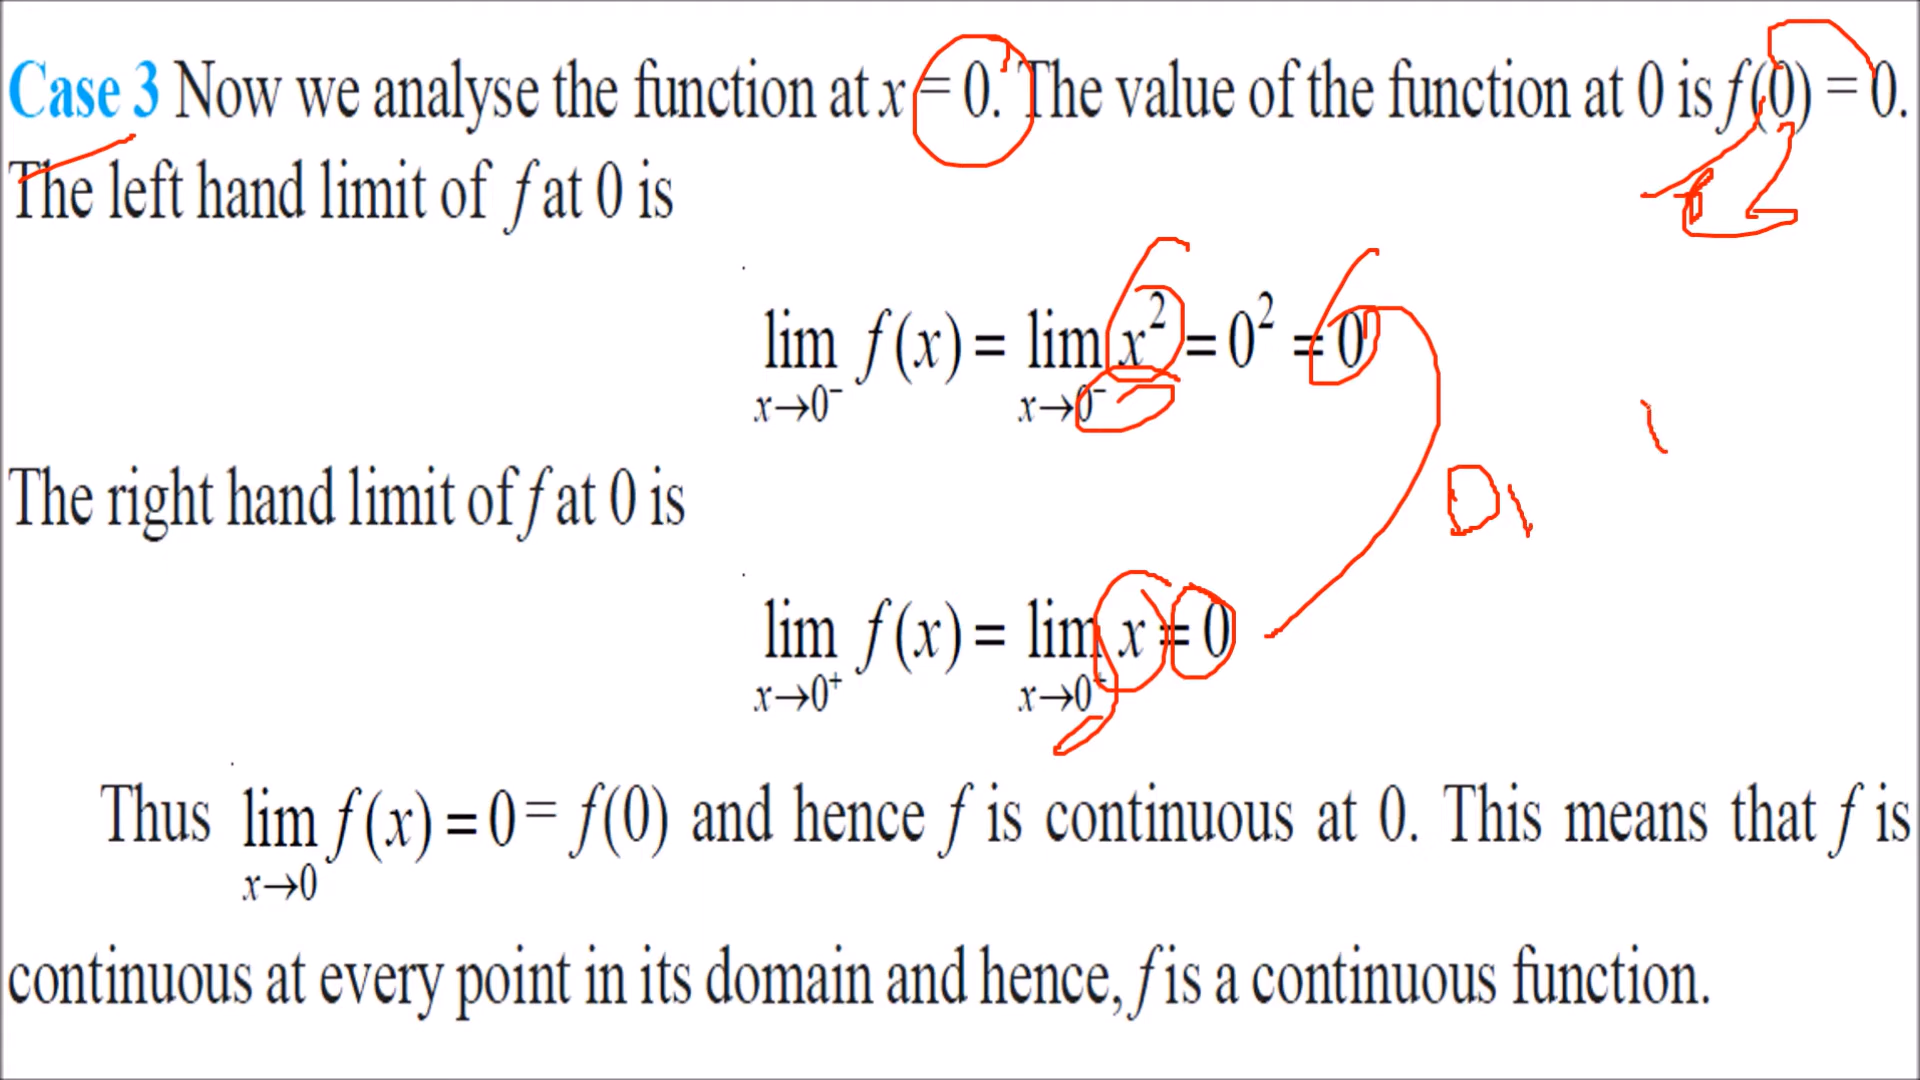 Case 3 Now we analyse the function at x = 0. The value of the function at 0 is f(0) = 0.
The left hand limit of f at 0 is
lim x→0⁻ f(x) = lim x→0⁻ x² = 0² = 0
The right hand limit of f at 0 is
lim x→0⁺ f(x) = lim x→0⁺ x = 0
Thus lim x→0 f(x) = 0 = f(0) and hence f is continuous at 0. This means that f is
continuous at every point in its domain and hence, f is a continuous function.